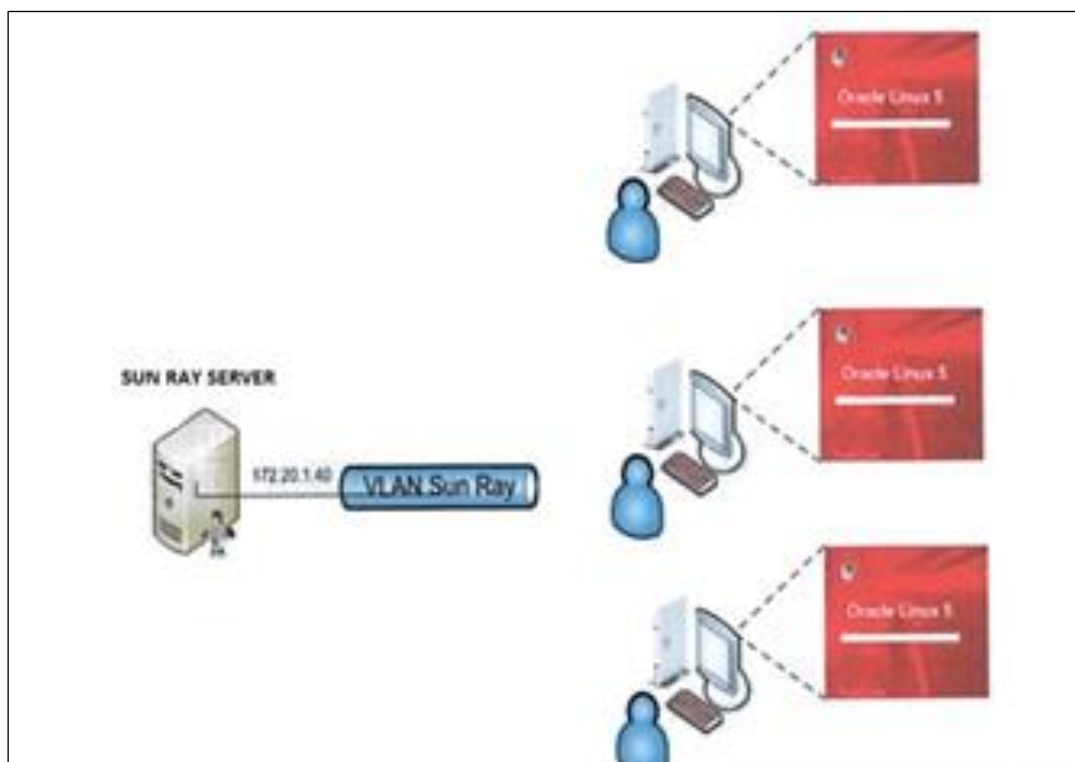 Oracle Linux 5
Oracle Linux 5
SUN RAY SERVER
172.20.1.40
VLAN Sun Ray
Oracle Linux 5